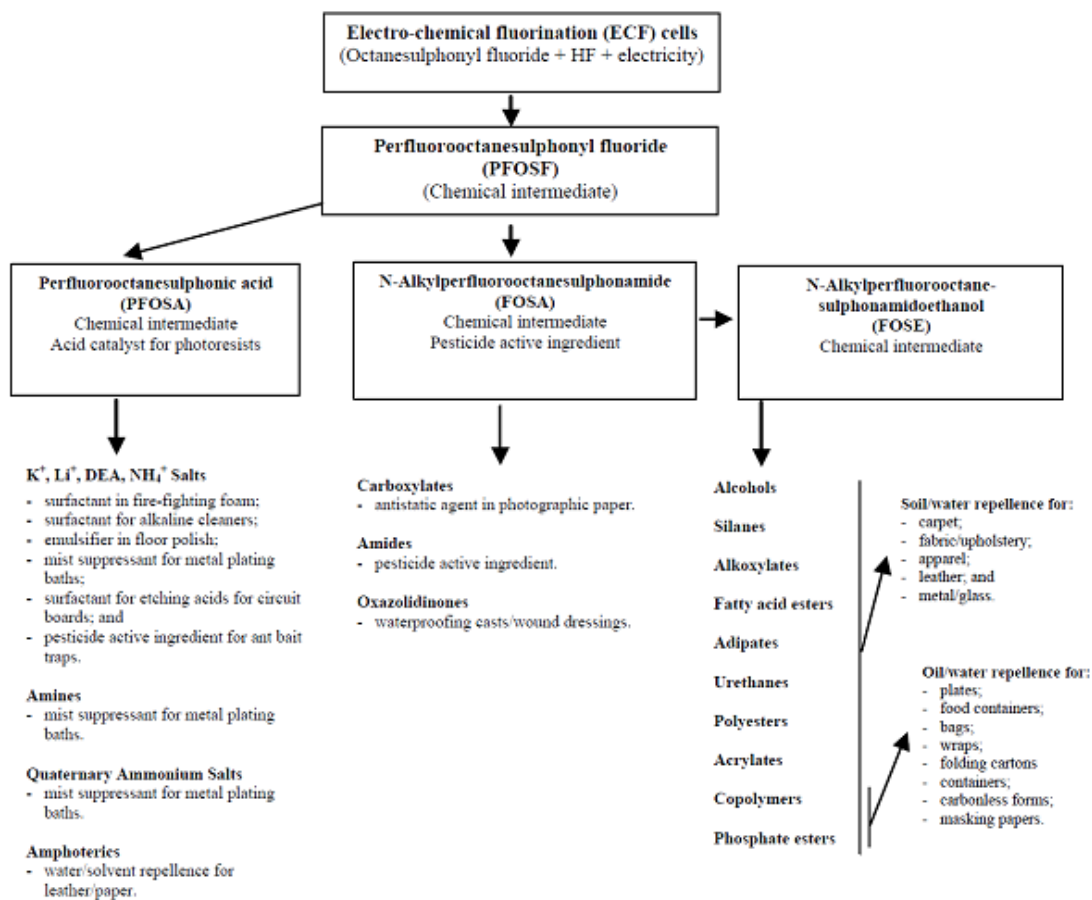 Electro-chemical fluorination (ECF) cells
(Octanesulphonyl fluoride + HF + electricity)
Perfluorooctanesulphonyl fluoride
(PFOSF)
(Chemical intermediate)
Perfluorooctanesulphonic acid
(PFOSA)
Chemical intermediate
Acid catalyst for photoresists
N-Alkylperfluorooctanesulphonamide
(FOSA)
Chemical intermediate
Pesticide active ingredient
N-Alkylperfluorooctane-
sulphonamidoethanol
(FOSE)
Chemical intermediate
K⁺, Li⁺, DEA, NH₄⁺ Salts
- surfactant in fire-fighting foam;
- surfactant for alkaline cleaners;
- emulsifier in floor polish;
- mist suppressant for metal plating
baths;
- surfactant for etching acids for circuit
boards; and
- pesticide active ingredient for ant bait
traps.
Amines
- mist suppressant for metal plating
baths.
Quaternary Ammonium Salts
- mist suppressant for metal plating
baths.
Amphoterics
- water/solvent repellence for
leather/paper.
Carboxylates
- antistatic agent in photographic paper.
Amides
- pesticide active ingredient.
Oxazolidinones
- waterproofing casts/wound dressings.
Alcohols
Silanes
Alkoxylates
Fatty acid esters
Adipates
Urethanes
Polyesters
Acrylates
Copolymers
Phosphate esters
Soil/water repellence for:
- carpet;
- fabric/upholstery;
- apparel;
- leather; and
- metal/glass.
Oil/water repellence for:
- plates;
- food containers;
- bags;
- wraps;
- folding cartons
- containers;
- carbonless forms;
- masking papers.